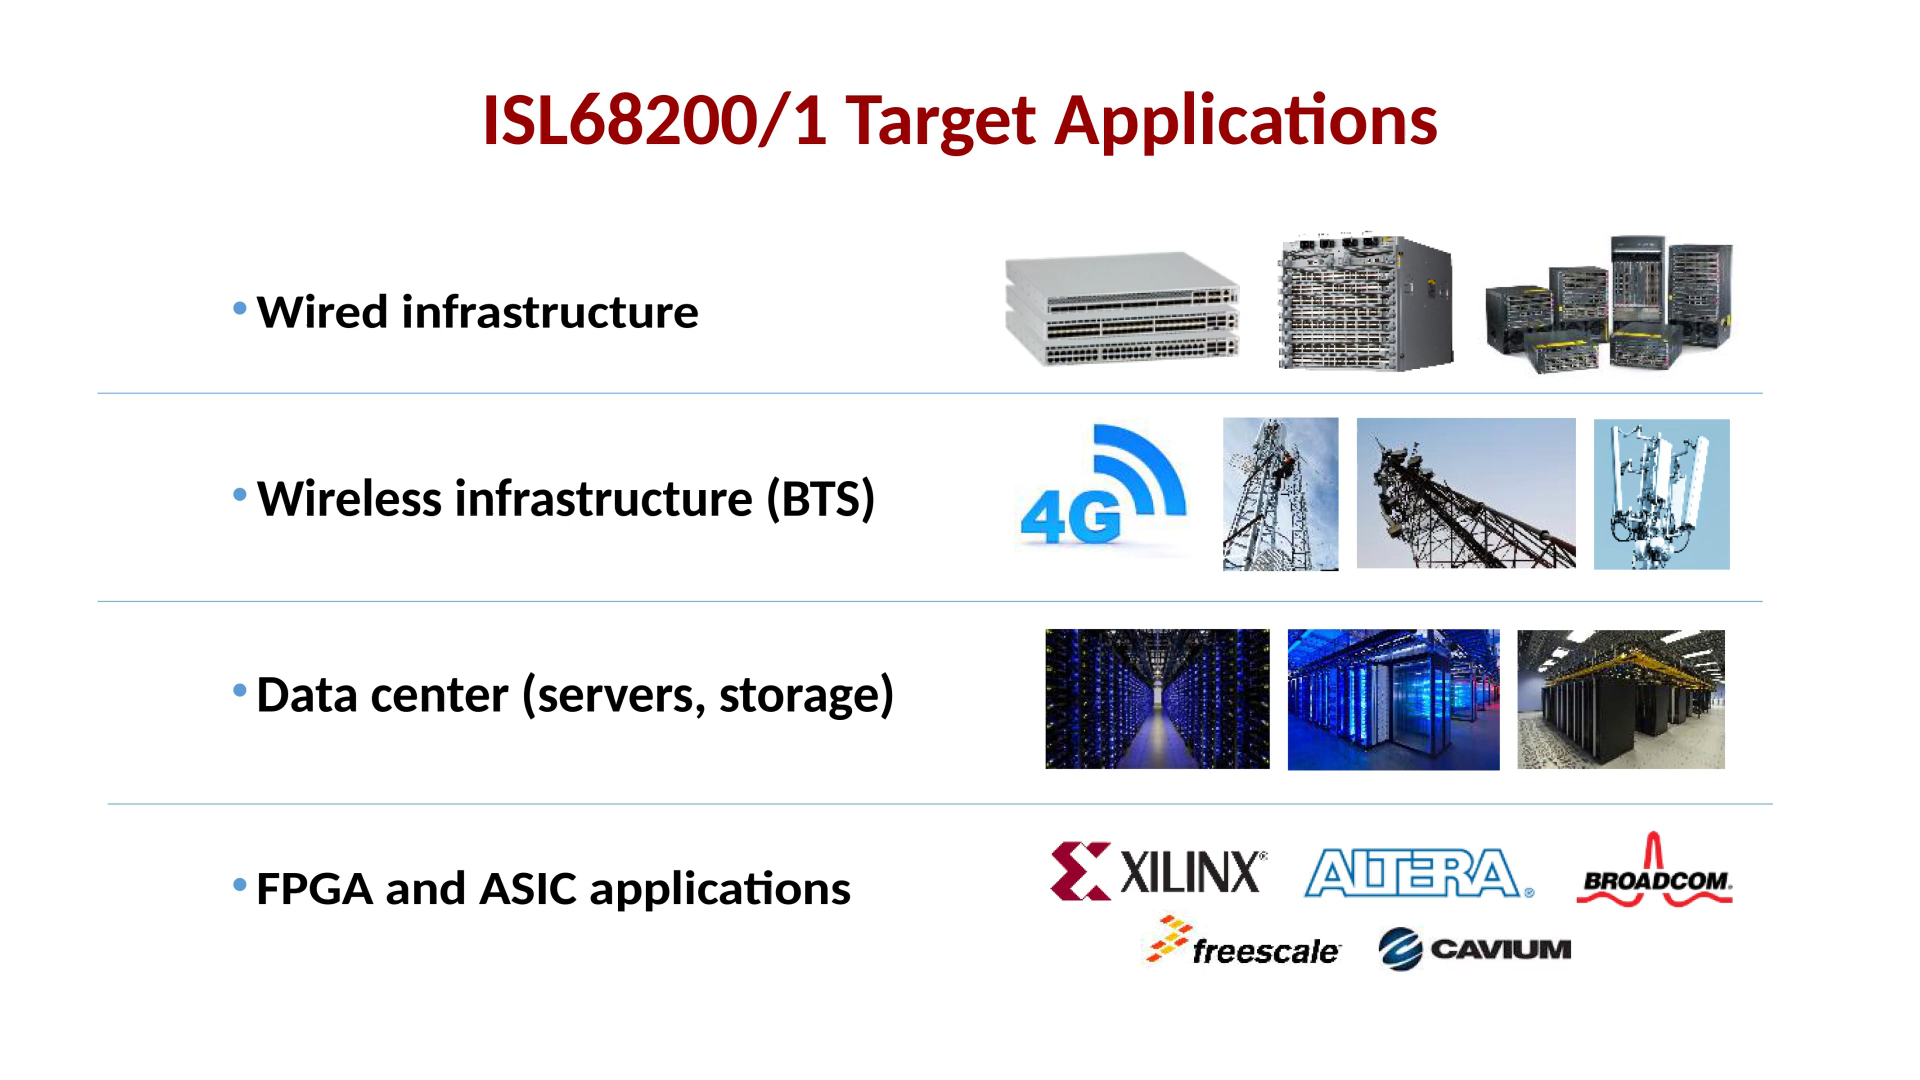 ISL68200/1 Target Applications
• Wired infrastructure
• Wireless infrastructure (BTS)
4G
• Data center (servers, storage)
• FPGA and ASIC applications
XILINX® ALTERA® BROADCOM.
freescale™ CAVIUM